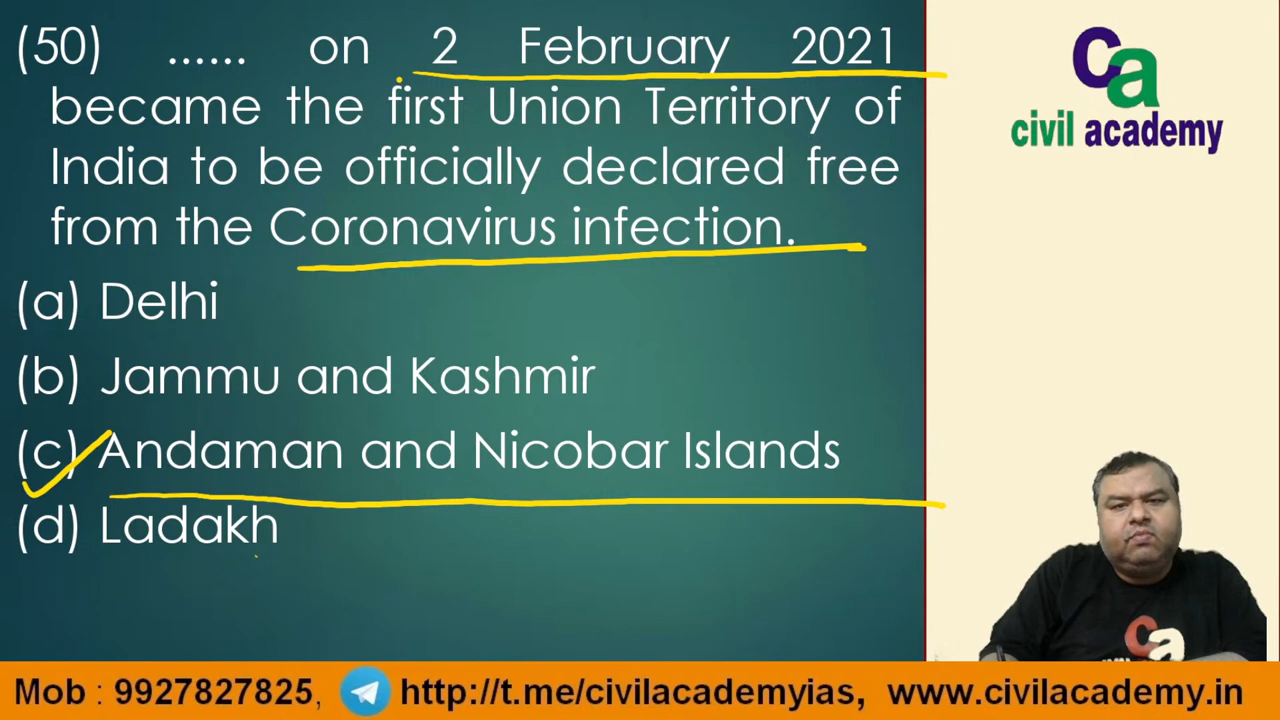 (50) ...... on 2 February 2021
became the first Union Territory of
India to be officially declared free
from the Coronavirus infection.
(a) Delhi
(b) Jammu and Kashmir
(c) Andaman and Nicobar Islands
(d) Ladakh
ca
civil academy
ca
Mob : 9927827825, http://t.me/civilacademyias, www.civilacademy.in